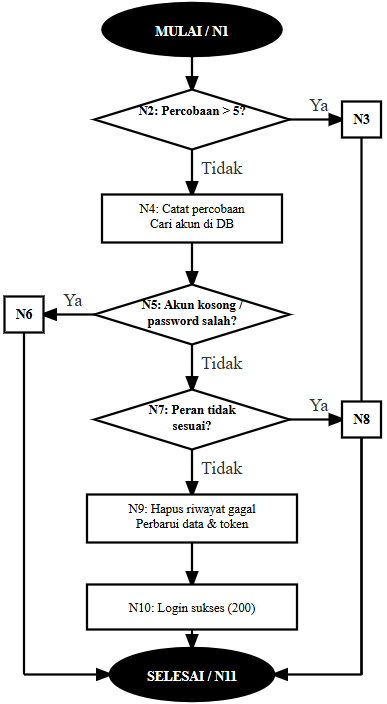 MULAI / N1
N2: Percobaan > 5?
Ya
N3
Tidak
N4: Catat percobaan
Cari akun di DB
N5: Akun kosong /
password salah?
Ya
N6
Tidak
N7: Peran tidak
sesuai?
Ya
N8
Tidak
N9: Hapus riwayat gagal
Perbarui data & token
N10: Login sukses (200)
SELESAI / N11